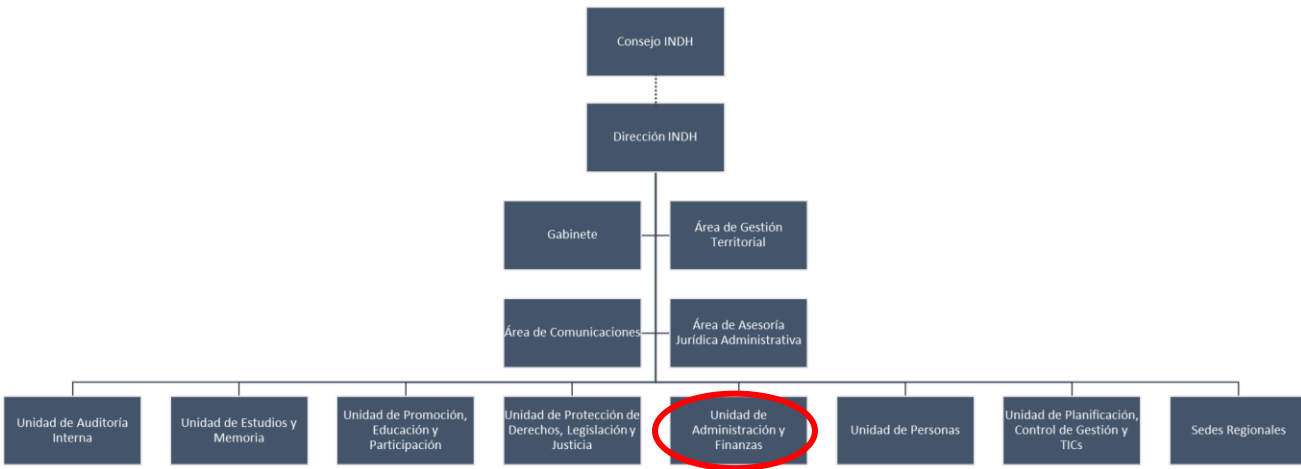 Consejo INDH
Dirección INDH
Gabinete
Área de Gestión
Territorial
Área de Comunicaciones
Área de Asesoría
Jurídica Administrativa
Unidad de Auditoría
Interna
Unidad de Estudios y
Memoria
Unidad de Promoción,
Educación y
Participación
Unidad de Protección de
Derechos, Legislación y
Justicia
Unidad de
Administración y
Finanzas
Unidad de Personas
Unidad de Planificación,
Control de Gestión y
TICs
Sedes Regionales